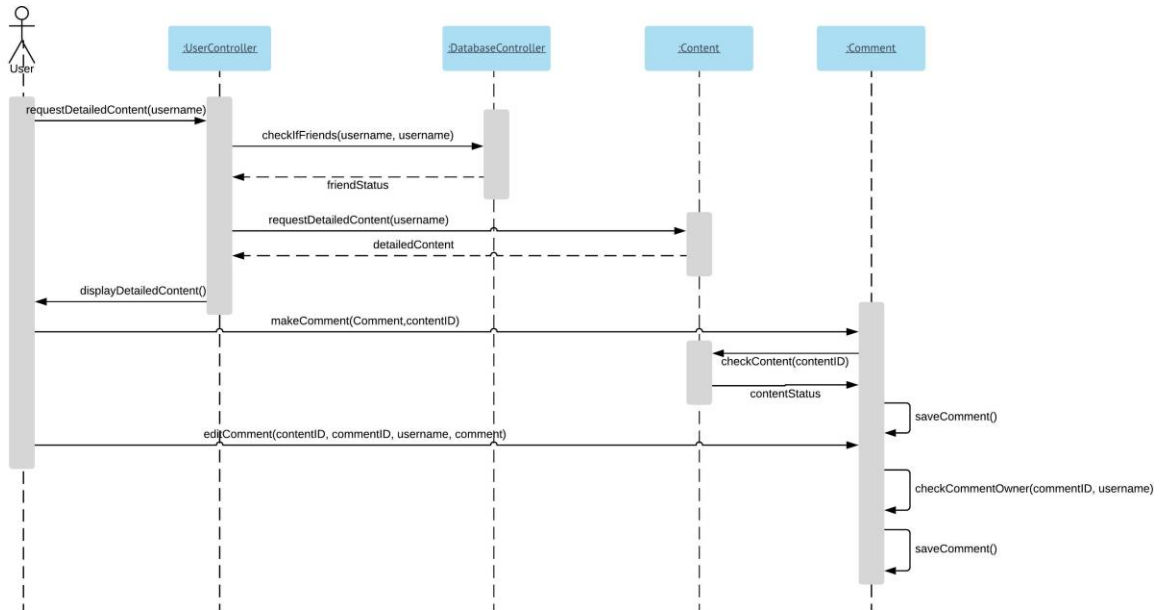 :UserController
:DatabaseController
:Content
:Comment
User
requestDetailedContent(username)
checkIfFriends(username, username)
friendStatus
requestDetailedContent(username)
detailedContent
displayDetailedContent()
makeComment(Comment,contentID)
checkContent(contentID)
contentStatus
saveComment()
editComment(contentID, commentID, username, comment)
checkCommentOwner(commentID, username)
saveComment()